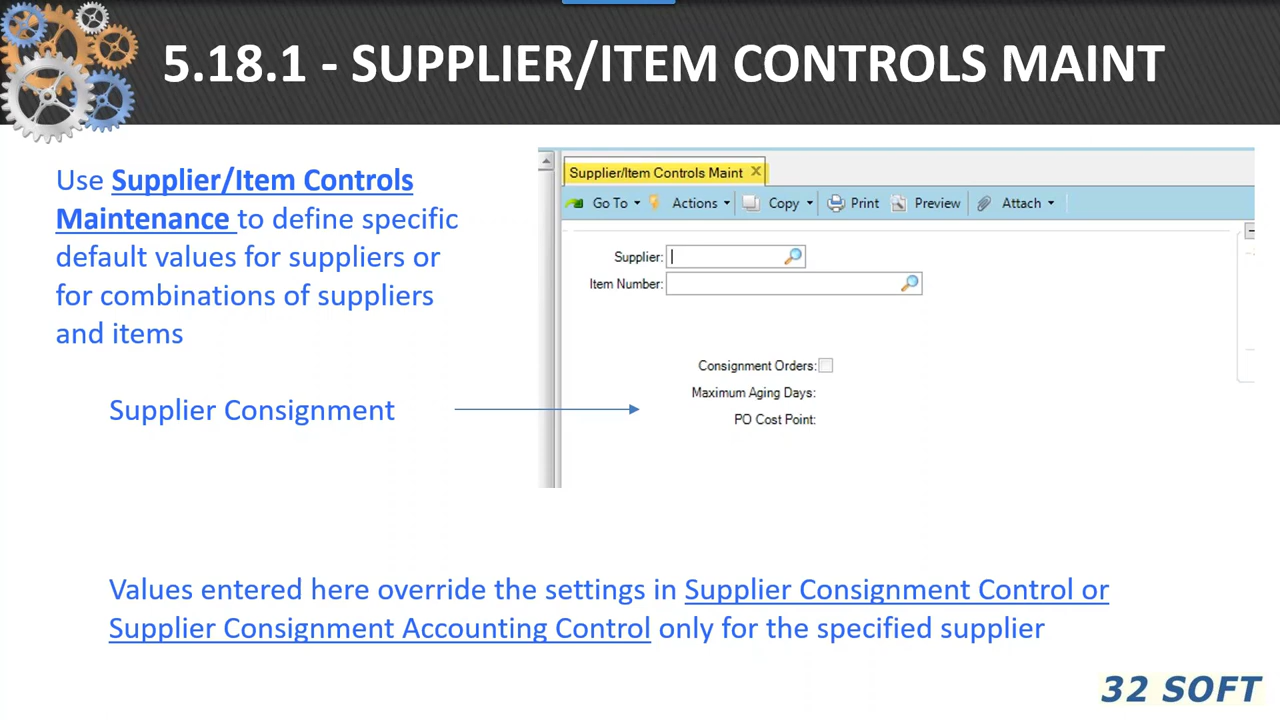 5.18.1 - SUPPLIER/ITEM CONTROLS MAINT
Use Supplier/Item Controls
Maintenance to define specific
default values for suppliers or
for combinations of suppliers
and items
Supplier Consignment
Supplier/Item Controls Maint
Go To Actions Copy Print Preview Attach
Supplier:
Item Number:
Consignment Orders:
Maximum Aging Days:
PO Cost Point:
Values entered here override the settings in Supplier Consignment Control or
Supplier Consignment Accounting Control only for the specified supplier
32 SOFT